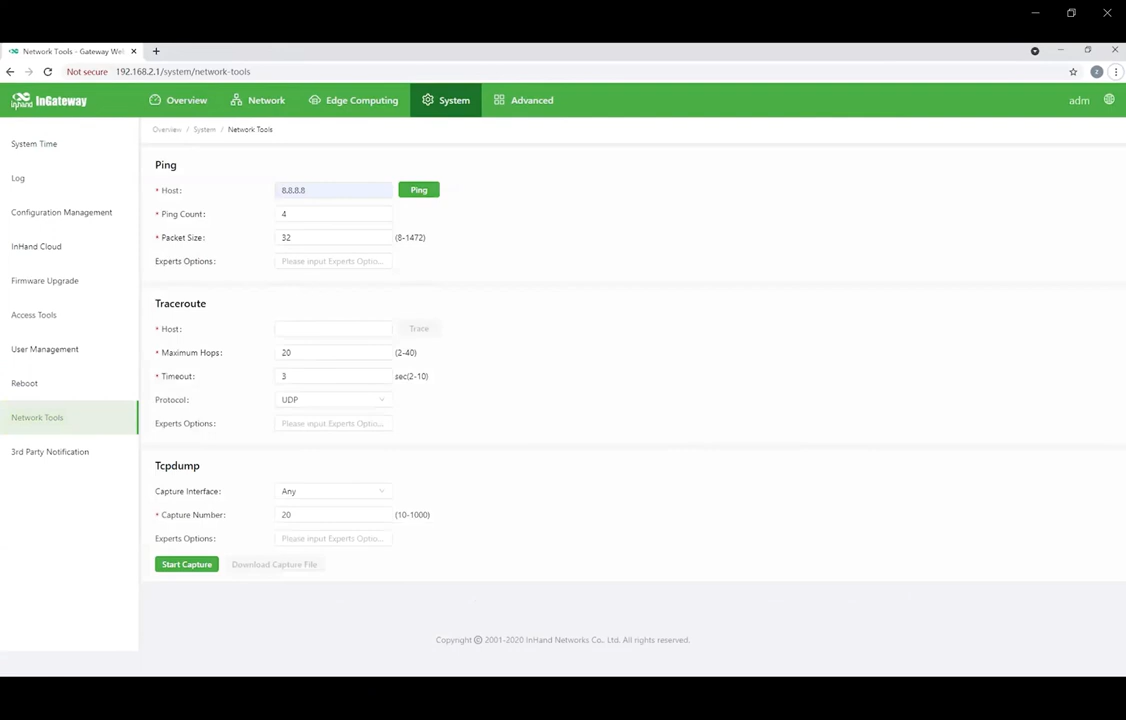 Network Tools - Gateway Web
Not secure 192.168.2.1/system/network-tools
inhand InGateway Overview Network Edge Computing System Advanced adm
Overview / System / Network Tools
System Time
Log
Configuration Management
InHand Cloud
Firmware Upgrade
Access Tools
User Management
Reboot
Network Tools
3rd Party Notification
Ping
* Host: 8.8.8.8 Ping
* Ping Count: 4
* Packet Size: 32 (8-1472)
Experts Options: Please input Experts Optio...
Traceroute
* Host: Trace
* Maximum Hops: 20 (2-40)
* Timeout: 3 sec(2-10)
Protocol: UDP
Experts Options: Please input Experts Optio...
Tcpdump
Capture Interface: Any
* Capture Number: 20 (10-1000)
Experts Options: Please input Experts Optio...
Start Capture Download Capture File
Copyright © 2001-2020 InHand Networks Co., Ltd. All rights reserved.